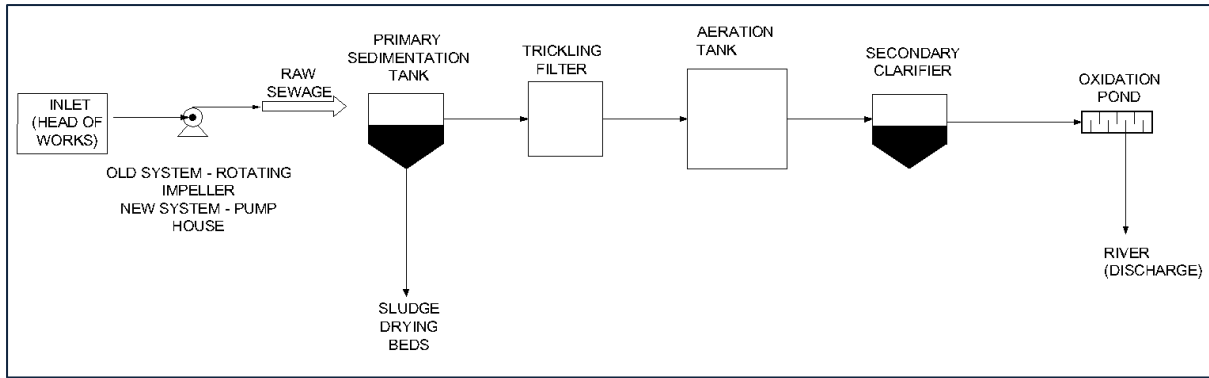 INLET
(HEAD OF
WORKS)
OLD SYSTEM - ROTATING
IMPELLER
NEW SYSTEM - PUMP
HOUSE
RAW
SEWAGE
PRIMARY
SEDIMENTATION
TANK
SLUDGE
DRYING
BEDS
TRICKLING
FILTER
AERATION
TANK
SECONDARY
CLARIFIER
OXIDATION
POND
RIVER
(DISCHARGE)